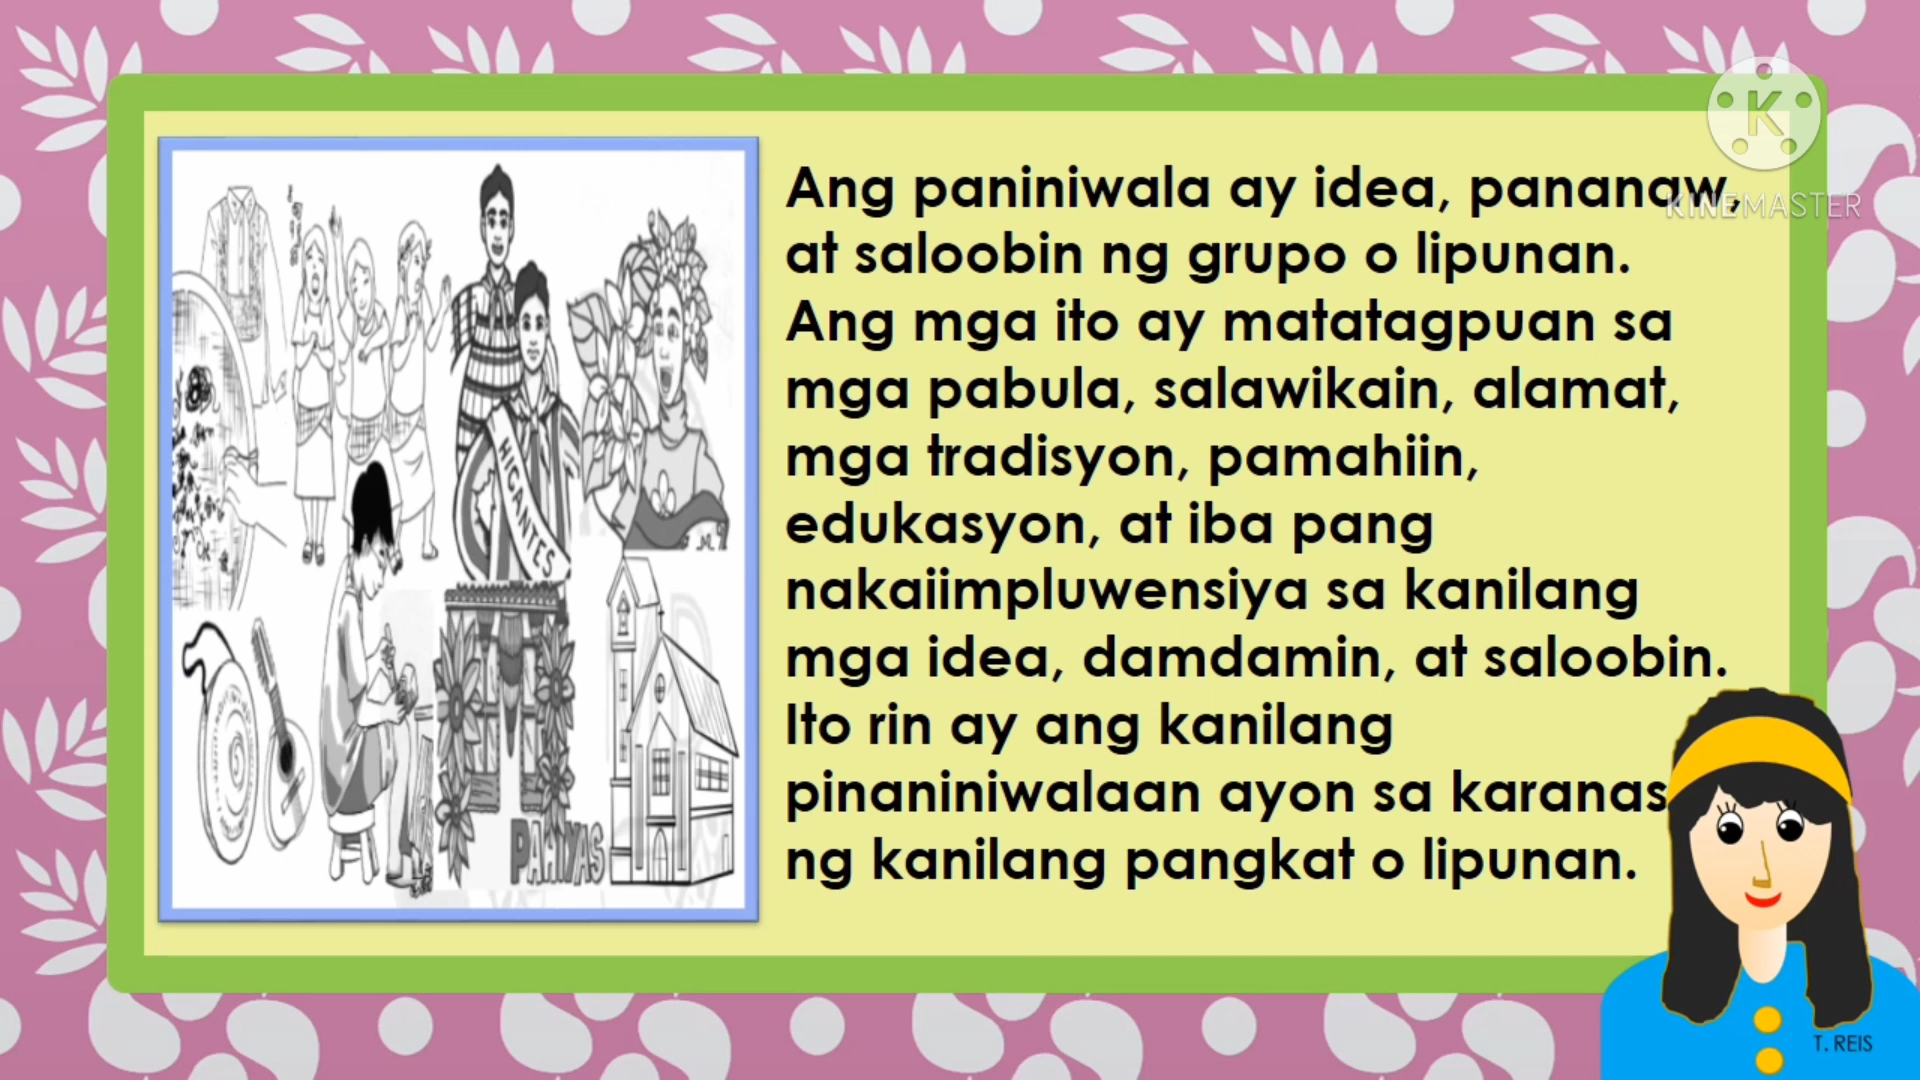 Ang paniniwala ay idea, pananaw,
at saloobin ng grupo o lipunan.
Ang mga ito ay matatagpuan sa
mga pabula, salawikain, alamat,
mga tradisyon, pamahiin,
edukasyon, at iba pang
nakaiimpluwensiya sa kanilang
mga idea, damdamin, at saloobin.
Ito rin ay ang kanilang
pinaniniwalaan ayon sa karanas
ng kanilang pangkat o lipunan.
HIGANTES
PAHIYAS
K
KINEMASTER
T. REIS